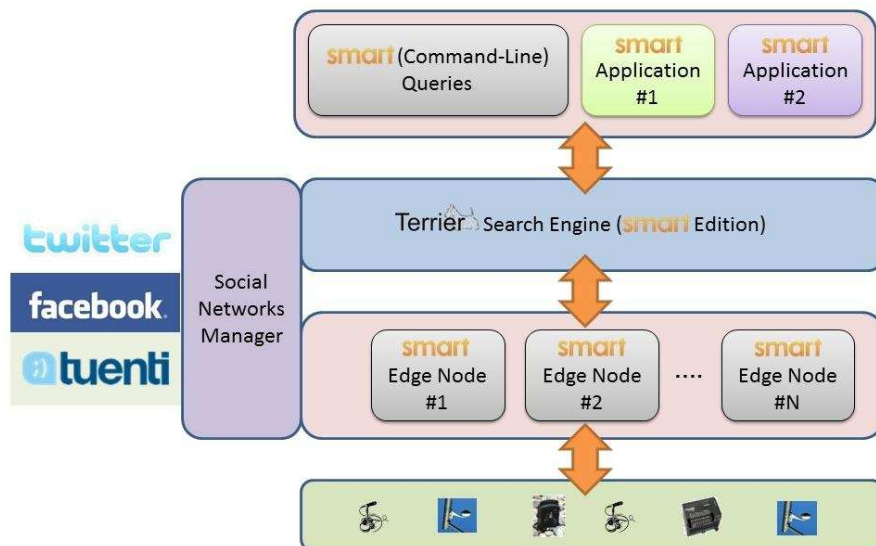 smart (Command-Line)
Queries
smart
Application
#1
smart
Application
#2
Terrier Search Engine (smart Edition)
twitter
facebook.
tuenti
Social
Networks
Manager
smart
Edge Node
#1
smart
Edge Node
#2
....
smart
Edge Node
#N